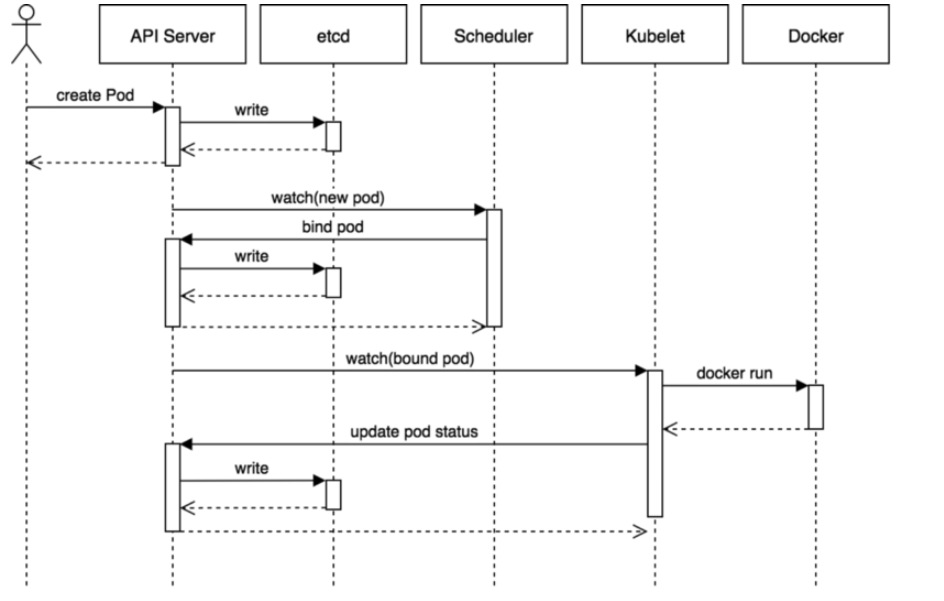 API Server
etcd
Scheduler
Kubelet
Docker
create Pod
write
watch(new pod)
bind pod
write
watch(bound pod)
docker run
update pod status
write